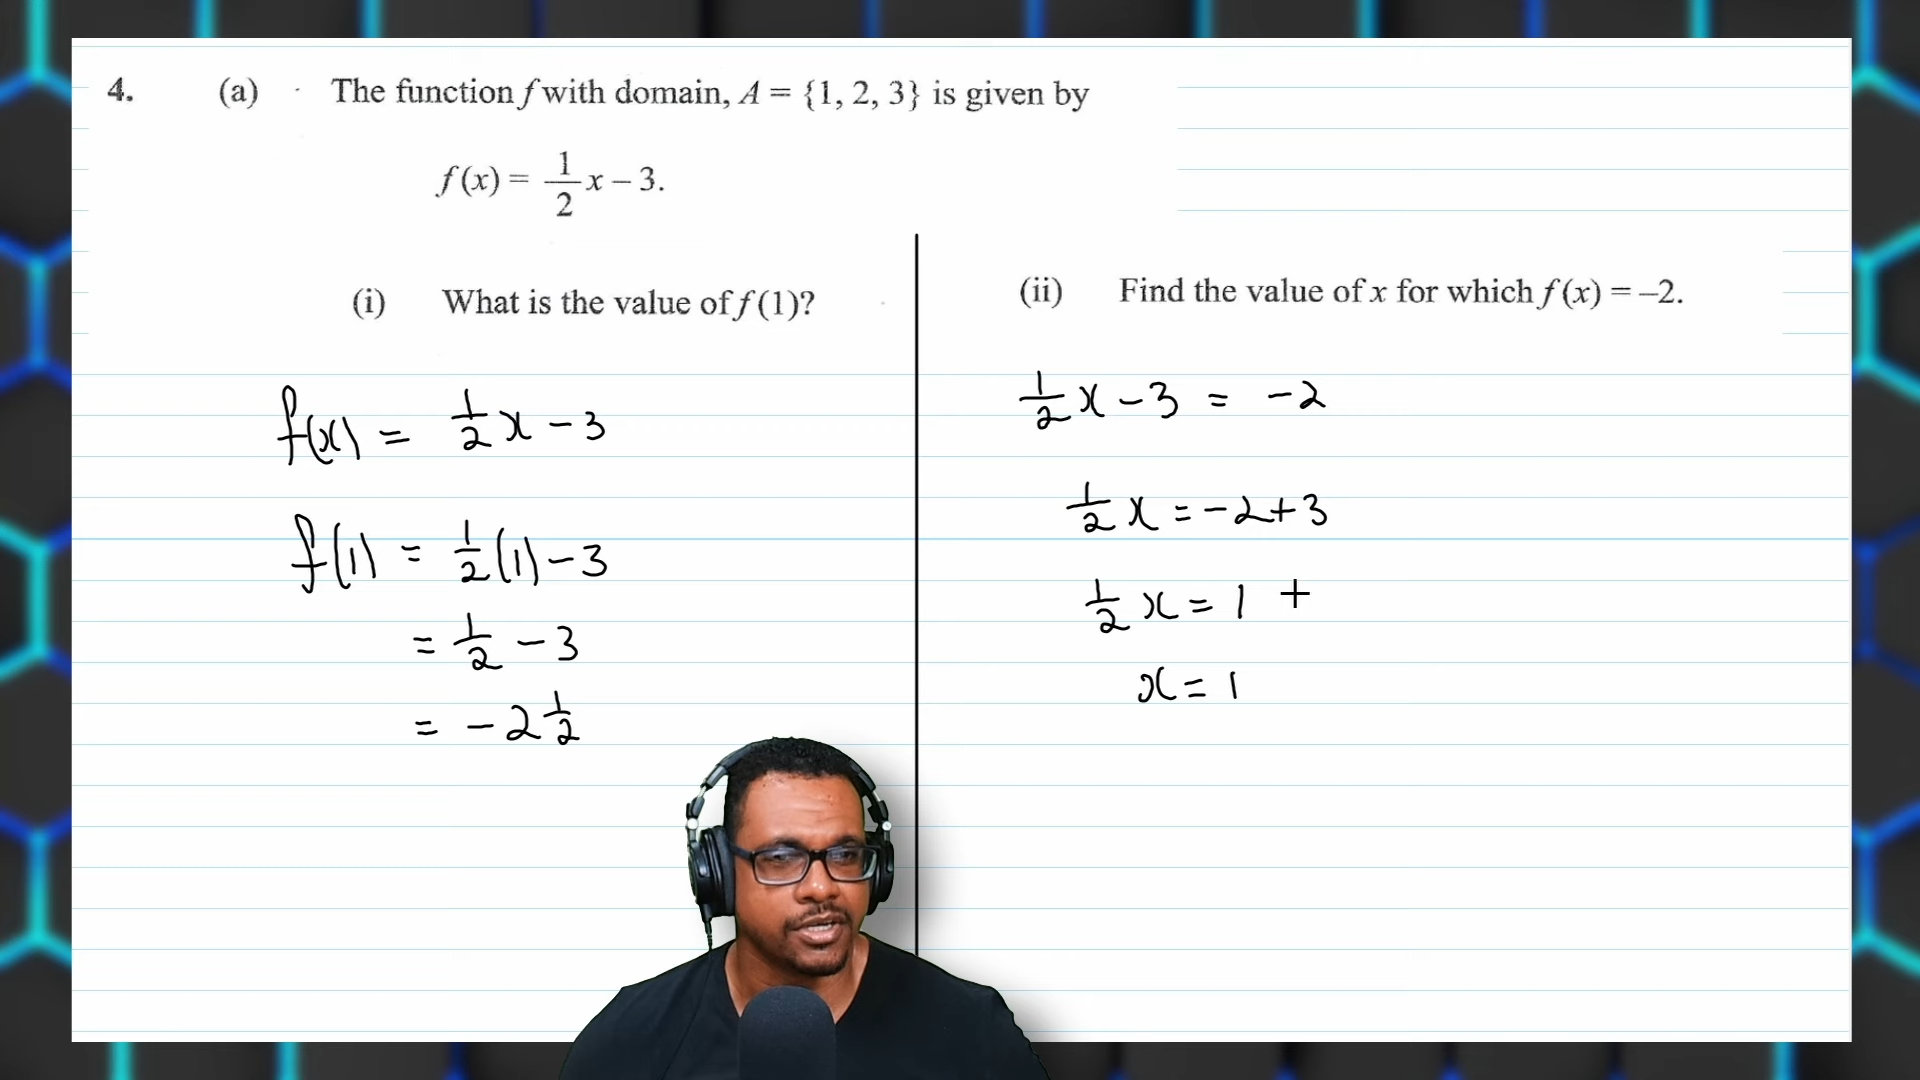 4. (a) The function f with domain, A = {1, 2, 3} is given by
f(x) = 1/2 x – 3.
(i) What is the value of f(1)?
f(x) = 1/2 x - 3
f(1) = 1/2 (1) - 3
= 1/2 - 3
= - 2 1/2
(ii) Find the value of x for which f(x) = –2.
1/2 x - 3 = -2
1/2 x = -2+3
1/2 x = 1
x = 1